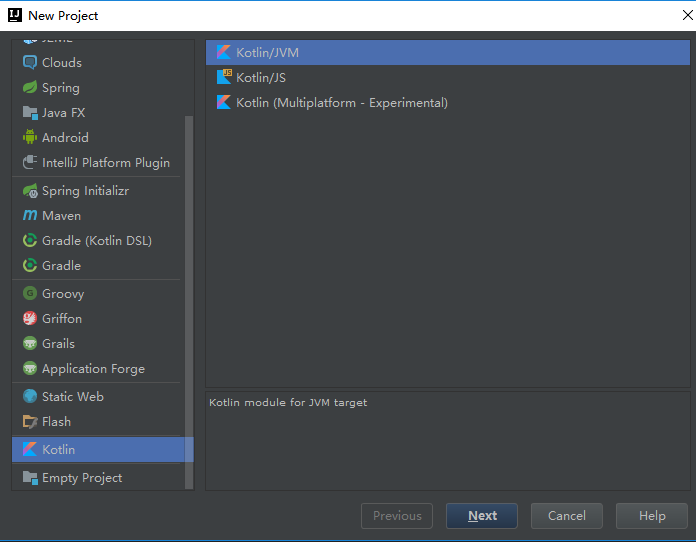 New Project
Clouds
Spring
Java FX
Android
IntelliJ Platform Plugin
Spring Initializr
Maven
Gradle (Kotlin DSL)
Gradle
Groovy
Griffon
Grails
Application Forge
Static Web
Flash
Kotlin
Empty Project
Kotlin/JVM
Kotlin/JS
Kotlin (Multiplatform - Experimental)
Kotlin module for JVM target
Previous
Next
Cancel
Help